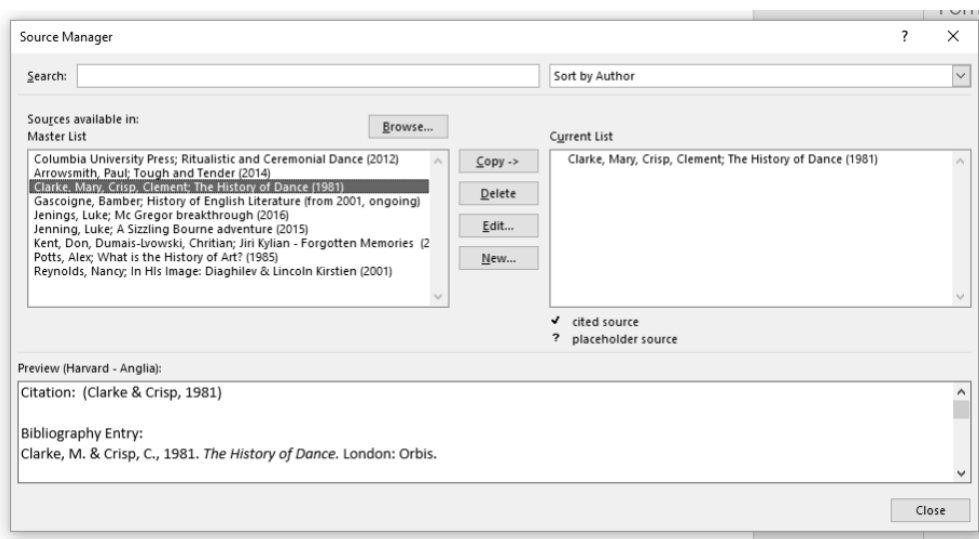 Source Manager ?
Search: Sort by Author
Sources available in:
Master List
Browse...
Current List
Columbia University Press; Ritualistic and Ceremonial Dance (2012)
Arrowsmith, Paul; Tough and Tender (2014)
Clarke, Mary, Crisp, Clement; The History of Dance (1981)
Gascoigne, Bamber; History of English Literature (from 2001, ongoing)
Jenings, Luke; Mc Gregor breakthrough (2016)
Jenning, Luke; A Sizzling Bourne adventure (2015)
Kent, Don, Dumais-Lvowski, Chritian; Jiri Kylian - Forgotten Memories (2
Potts, Alex; What is the History of Art? (1985)
Reynolds, Nancy; In HIs Image: Diaghilev & Lincoln Kirstien (2001)
Copy ->
Delete
Edit...
New...
Clarke, Mary, Crisp, Clement; The History of Dance (1981)
✔ cited source
? placeholder source
Preview (Harvard - Anglia):
Citation: (Clarke & Crisp, 1981)
Bibliography Entry:
Clarke, M. & Crisp, C., 1981. The History of Dance. London: Orbis.
Close